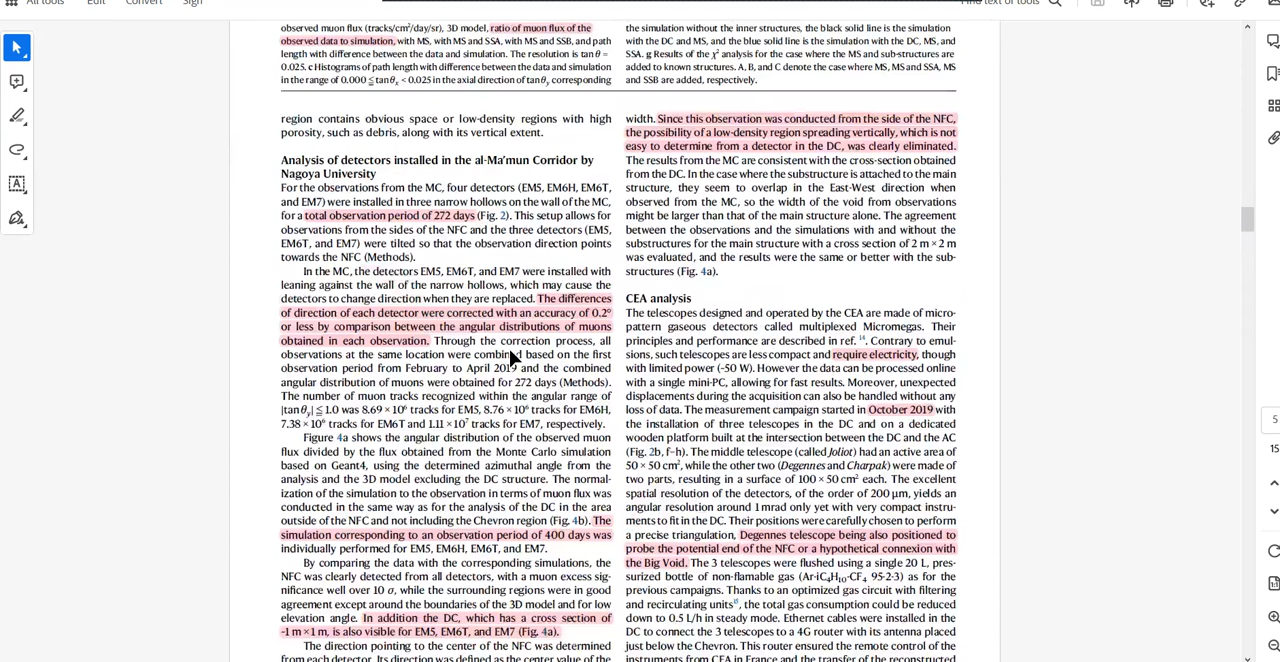 All tools
Edit
Convert
Sign
Find text or tools
observed muon flux (tracks/cm²/day/sr), 3D model, ratio of muon flux of the
observed data to simulation, with MS, with MS and SSA, with MS and SSB, and path
length with difference between the data and simulation. The resolution is tan θ =
0.025. c Histograms of path length with difference between the data and simulation
in the range of 0.000 ≦ tan θx < 0.025 in the axial direction of tan θy corresponding
region contains obvious space or low-density regions with high
porosity, such as debris, along with its vertical extent.
Analysis of detectors installed in the al-Ma'mun Corridor by
Nagoya University
For the observations from the MC, four detectors (EM5, EM6H, EM6T,
and EM7) were installed in three narrow hollows on the wall of the MC,
for a total observation period of 272 days (Fig. 2). This setup allows for
observations from the sides of the NFC and the three detectors (EM5,
EM6T, and EM7) were tilted so that the observation direction points
towards the NFC (Methods).
In the MC, the detectors EM5, EM6T, and EM7 were installed with
leaning against the wall of the narrow hollows, which may cause the
detectors to change direction when they are replaced. The differences
of direction of each detector were corrected with an accuracy of 0.2°
or less by comparison between the angular distributions of muons
obtained in each observation. Through the correction process, all
observations at the same location were combined based on the first
observation period from February to April 2019 and the combined
angular distribution of muons were obtained for 272 days (Methods).
The number of muon tracks recognized within the angular range of
|tan θy| ≦ 1.0 was 8.69 × 10⁶ tracks for EM5, 8.76 × 10⁶ tracks for EM6H,
7.38 × 10⁶ tracks for EM6T and 1.11 × 10⁷ tracks for EM7, respectively.
Figure 4a shows the angular distribution of the observed muon
flux divided by the flux obtained from the Monte Carlo simulation
based on Geant4, using the determined azimuthal angle from the
analysis and the 3D model excluding the DC structure. The normal-
ization of the simulation to the observation in terms of muon flux was
conducted in the same way as for the analysis of the DC in the area
outside of the NFC and not including the Chevron region (Fig. 4b). The
simulation corresponding to an observation period of 400 days was
individually performed for EM5, EM6H, EM6T, and EM7.
By comparing the data with the corresponding simulations, the
NFC was clearly detected from all detectors, with a muon excess sig-
nificance well over 10 σ, while the surrounding regions were in good
agreement except around the boundaries of the 3D model and for low
elevation angle. In addition the DC, which has a cross section of
~1 m × 1 m, is also visible for EM5, EM6T, and EM7 (Fig. 4a).
The direction pointing to the center of the NFC was determined
from each detector. Its direction was defined as the center value of the
the simulation without the inner structures, the black solid line is the simulation
with the DC and MS, and the blue solid line is the simulation with the DC, MS, and
SSA. g Results of the χ² analysis for the case where the MS and sub-structures are
added to known structures. A, B, and C denote the case where MS, MS and SSA, MS
and SSB are added, respectively.
width. Since this observation was conducted from the side of the NFC,
the possibility of a low-density region spreading vertically, which is not
easy to determine from a detector in the DC, was clearly eliminated.
The results from the MC are consistent with the cross-section obtained
from the DC. In the case where the substructure is attached to the main
structure, they seem to overlap in the East-West direction when
observed from the MC, so the width of the void from observations
might be larger than that of the main structure alone. The agreement
between the observations and the simulations with and without the
substructures for the main structure with a cross section of 2 m × 2 m
was evaluated, and the results were the same or better with the sub-
structures (Fig. 4a).
CEA analysis
The telescopes designed and operated by the CEA are made of micro-
pattern gaseous detectors called multiplexed Micromegas. Their
principles and performance are described in ref. ¹⁴. Contrary to emul-
sions, such telescopes are less compact and require electricity, though
with limited power (~50 W). However the data can be processed online
with a single mini-PC, allowing for fast results. Moreover, unexpected
displacements during the acquisition can also be handled without any
loss of data. The measurement campaign started in October 2019 with
the installation of three telescopes in the DC and on a dedicated
wooden platform built at the intersection between the DC and the AC
(Fig. 2b, f–h). The middle telescope (called Joliot) had an active area of
50 × 50 cm², while the other two (Degennes and Charpak) were made of
two parts, resulting in a surface of 100 × 50 cm² each. The excellent
spatial resolution of the detectors, of the order of 200 μm, yields an
angular resolution around 1 mrad only yet with very compact instru-
ments to fit in the DC. Their positions were carefully chosen to perform
a precise triangulation, Degennes telescope being also positioned to
probe the potential end of the NFC or a hypothetical connexion with
the Big Void. The 3 telescopes were flushed using a single 20 L, pres-
surized bottle of non-flamable gas (Ar-iC₄H₁₀-CF₄ 95-2-3) as for the
previous campaigns. Thanks to an optimized gas circuit with filtering
and recirculating units¹⁵, the total gas consumption could be reduced
down to 0.5 L/h in steady mode. Ethernet cables were installed in the
DC to connect the 3 telescopes to a 4G router with its antenna placed
just below the Chevron. This router ensured the remote control of the
instruments from CEA in France and the transfer of the reconstructed
5
15